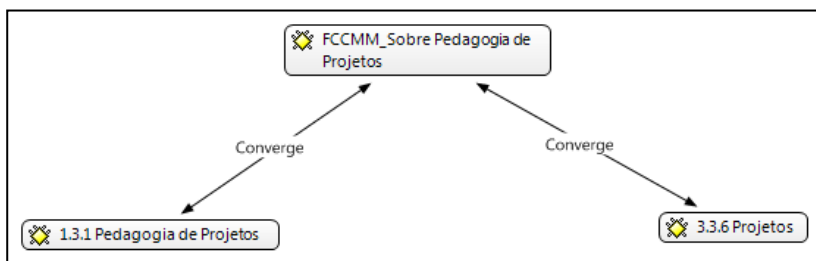 FCCMM_Sobre Pedagogia de
Projetos
Converge
Converge
1.3.1 Pedagogia de Projetos
3.3.6 Projetos